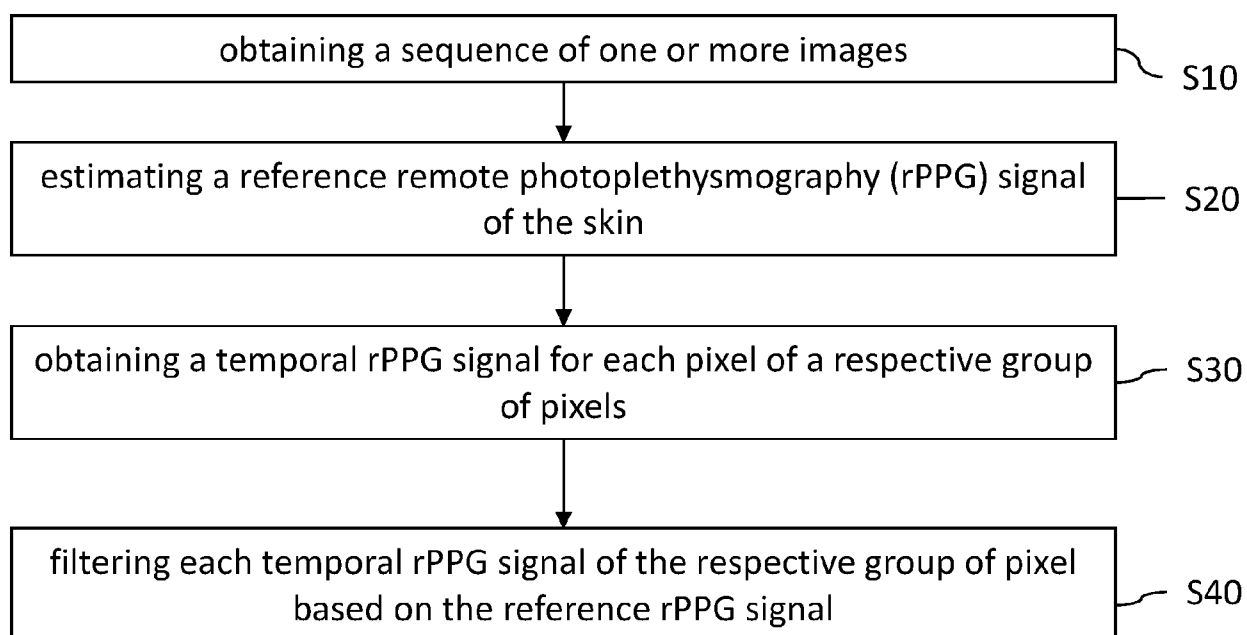 obtaining a sequence of one or more images
S10
estimating a reference remote photoplethysmography (rPPG) signal
of the skin
S20
obtaining a temporal rPPG signal for each pixel of a respective group
of pixels
S30
filtering each temporal rPPG signal of the respective group of pixel
based on the reference rPPG signal
S40